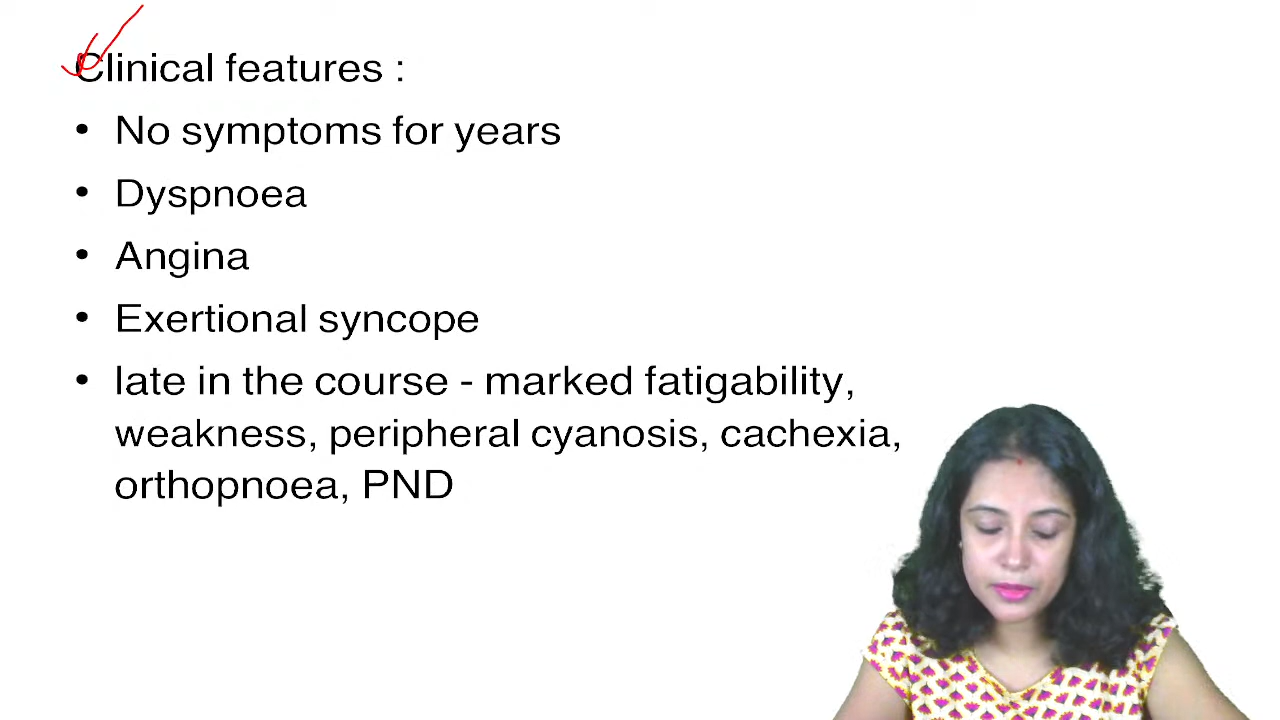 Clinical features :
• No symptoms for years
• Dyspnoea
• Angina
• Exertional syncope
• late in the course - marked fatigability,
weakness, peripheral cyanosis, cachexia,
orthopnoea, PND